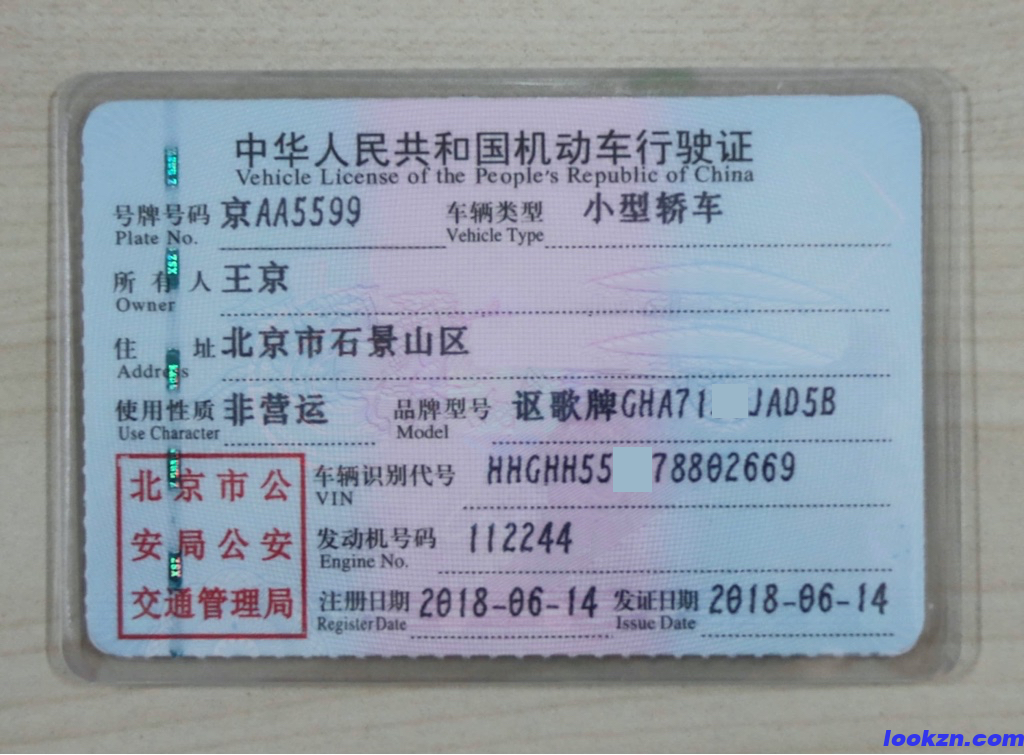 中华人民共和国机动车行驶证
Vehicle License of the People's Republic of China
号牌号码 京AA5599 车辆类型 小型轿车
Plate No. Vehicle Type
所有人 王京
Owner
住址 北京市石景山区
Address
使用性质 非营运 品牌型号 讴歌牌GHA71 JAD5B
Use Character Model
北京市公
安局公安
交通管理局
车辆识别代号 HHGHH55 78802669
VIN
发动机号码 112244
Engine No.
注册日期 2018-06-14 发证日期 2018-06-14
Register Date Issue Date
lookzn.com